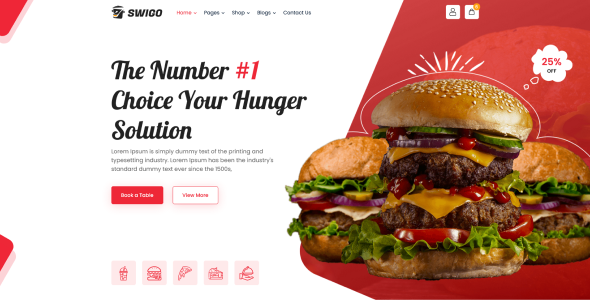 SWIGO
Home Pages Shop Blogs Contact Us
The Number #1
Choice Your Hunger
Solution
Lorem Ipsum is simply dummy text of the printing and
typesetting industry. Lorem Ipsum has been the industry's
standard dummy text ever since the 1500s,
Book a Table View More
25%
OFF